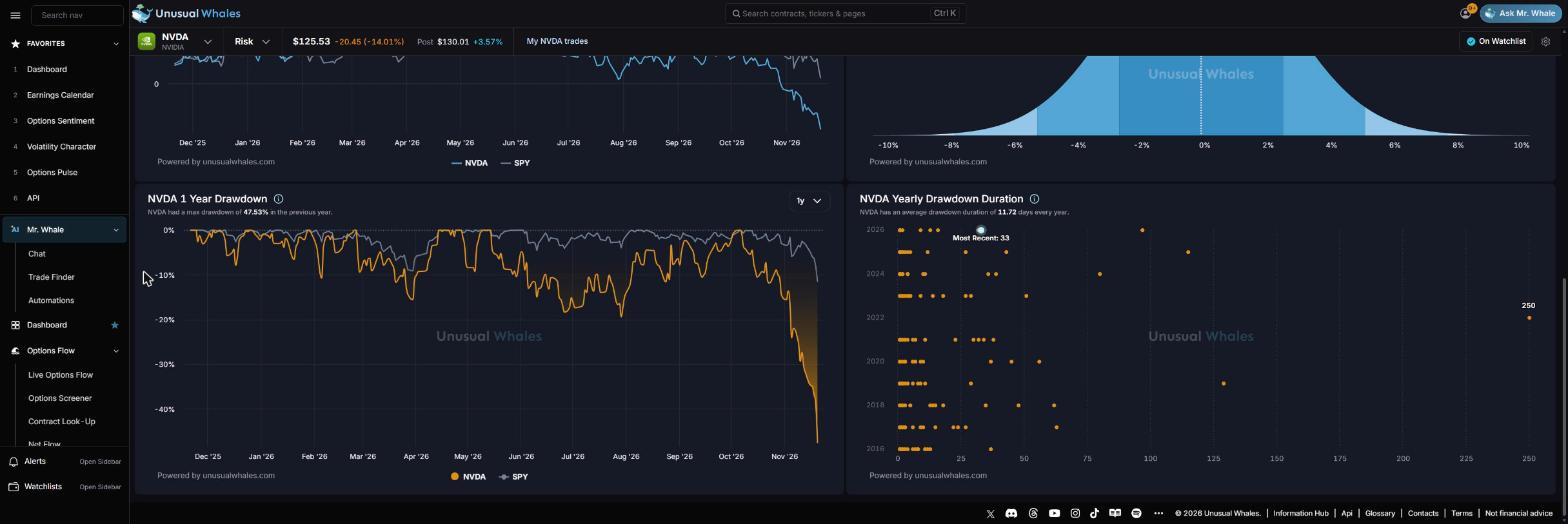 Search nav
Unusual Whales
Search contracts, tickers & pages
Ctrl K
9+
Ask Mr. Whale
FAVORITES
1 Dashboard
2 Earnings Calendar
3 Options Sentiment
4 Volatility Character
5 Options Pulse
6 API
AI Mr. Whale
Chat
Trade Finder
Automations
Dashboard
Options Flow
Live Options Flow
Options Screener
Contract Look-Up
Net Flow
Alerts Open Sidebar
Watchlists Open Sidebar
NVDA
NVIDIA
Risk
$125.53 -20.45 (-14.01%) Post $130.01 +3.57%
My NVDA trades
On Watchlist
0
Dec '25 Jan '26 Feb '26 Mar '26 Apr '26 May '26 Jun '26 Jul '26 Aug '26 Sep '26 Oct '26 Nov '26
Powered by unusualwhales.com
NVDA SPY
Unusual Whales
-10% -8% -6% -4% -2% 0% 2% 4% 6% 8% 10%
Powered by unusualwhales.com
NVDA 1 Year Drawdown
NVDA had a max drawdown of 47.53% in the previous year.
1y
0%
-10%
-20%
-30%
-40%
Unusual Whales
Dec '25 Jan '26 Feb '26 Mar '26 Apr '26 May '26 Jun '26 Jul '26 Aug '26 Sep '26 Oct '26 Nov '26
Powered by unusualwhales.com
NVDA SPY
NVDA Yearly Drawdown Duration
NVDA has an average drawdown duration of 11.72 days every year.
2026
Most Recent: 33
2024
250
2022
Unusual Whales
2020
2018
2016
0 25 50 75 100 125 150 175 200 225 250
Powered by unusualwhales.com
© 2026 Unusual Whales. | Information Hub | Api | Glossary | Contacts | Terms | Not financial advice